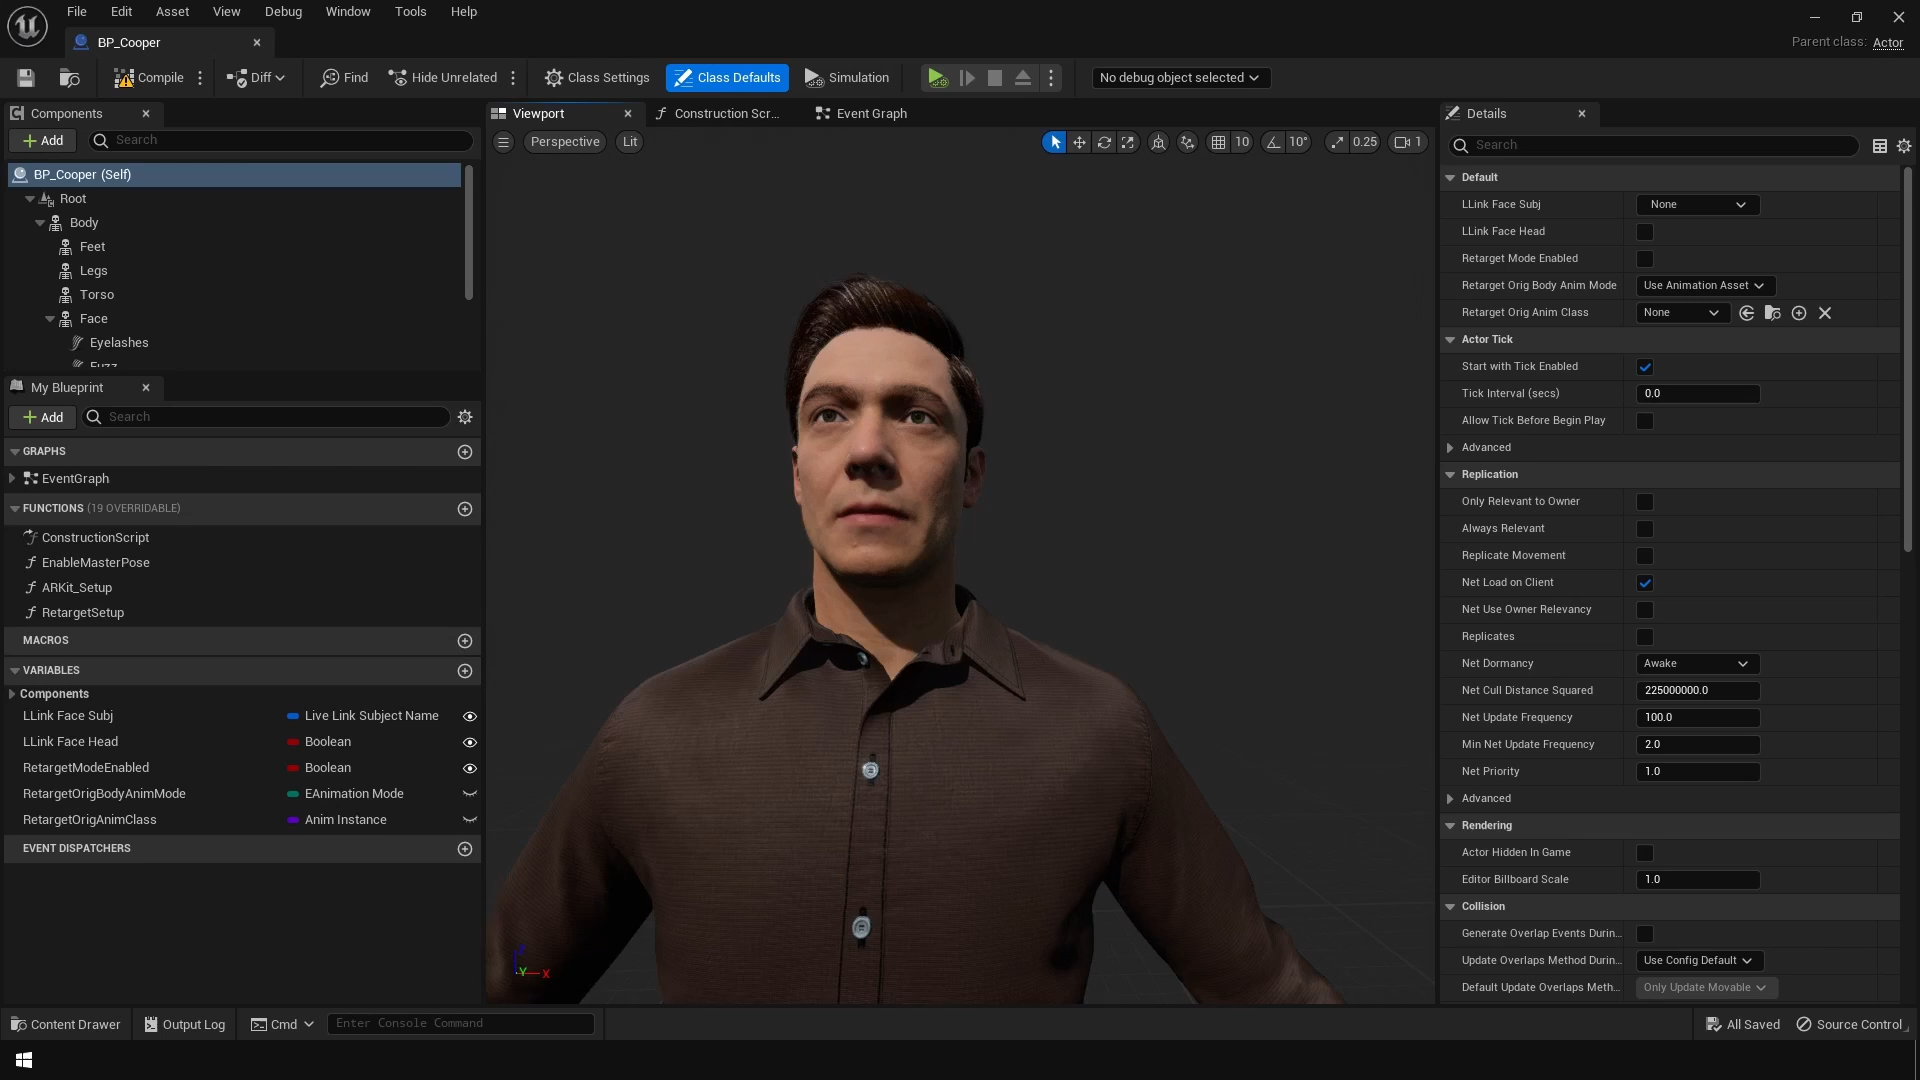 File Edit Asset View Debug Window Tools Help
BP_Cooper
Parent class: Actor
Compile Diff Find Hide Unrelated Class Settings Class Defaults Simulation No debug object selected
Components
Add Search
BP_Cooper (Self)
Root
Body
Feet
Legs
Torso
Face
Eyelashes
Fuzz
My Blueprint
Add Search
GRAPHS
EventGraph
FUNCTIONS (19 OVERRIDABLE)
ConstructionScript
EnableMasterPose
ARKit_Setup
RetargetSetup
MACROS
VARIABLES
Components
LLink Face Subj Live Link Subject Name
LLink Face Head Boolean
RetargetModeEnabled Boolean
RetargetOrigBodyAnimMode EAnimation Mode
RetargetOrigAnimClass Anim Instance
EVENT DISPATCHERS
Viewport Construction Scr... Event Graph
Perspective Lit 10 10° 0.25 1
Z
Y X
Details
Search
Default
LLink Face Subj None
LLink Face Head
Retarget Mode Enabled
Retarget Orig Body Anim Mode Use Animation Asset
Retarget Orig Anim Class None
Actor Tick
Start with Tick Enabled
Tick Interval (secs) 0.0
Allow Tick Before Begin Play
Advanced
Replication
Only Relevant to Owner
Always Relevant
Replicate Movement
Net Load on Client
Net Use Owner Relevancy
Replicates
Net Dormancy Awake
Net Cull Distance Squared 225000000.0
Net Update Frequency 100.0
Min Net Update Frequency 2.0
Net Priority 1.0
Advanced
Rendering
Actor Hidden In Game
Editor Billboard Scale 1.0
Collision
Generate Overlap Events Durin...
Update Overlaps Method Durin... Use Config Default
Default Update Overlaps Meth... Only Update Movable
Content Drawer Output Log Cmd Enter Console Command All Saved Source Control